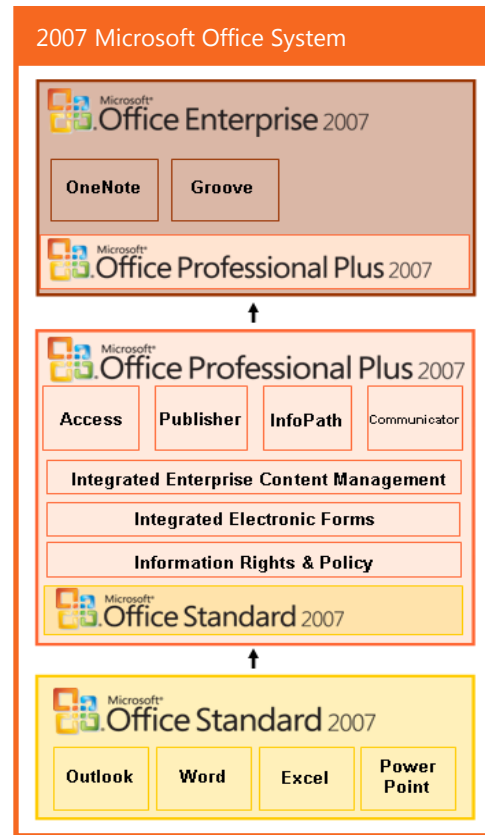 2007 Microsoft Office System
Microsoft®
Office Enterprise 2007
OneNote Groove
Microsoft®
Office Professional Plus 2007
Microsoft®
Office Professional Plus 2007
Access Publisher InfoPath Communicator
Integrated Enterprise Content Management
Integrated Electronic Forms
Information Rights & Policy
Microsoft®
Office Standard 2007
Microsoft®
Office Standard 2007
Outlook Word Excel Power
Point